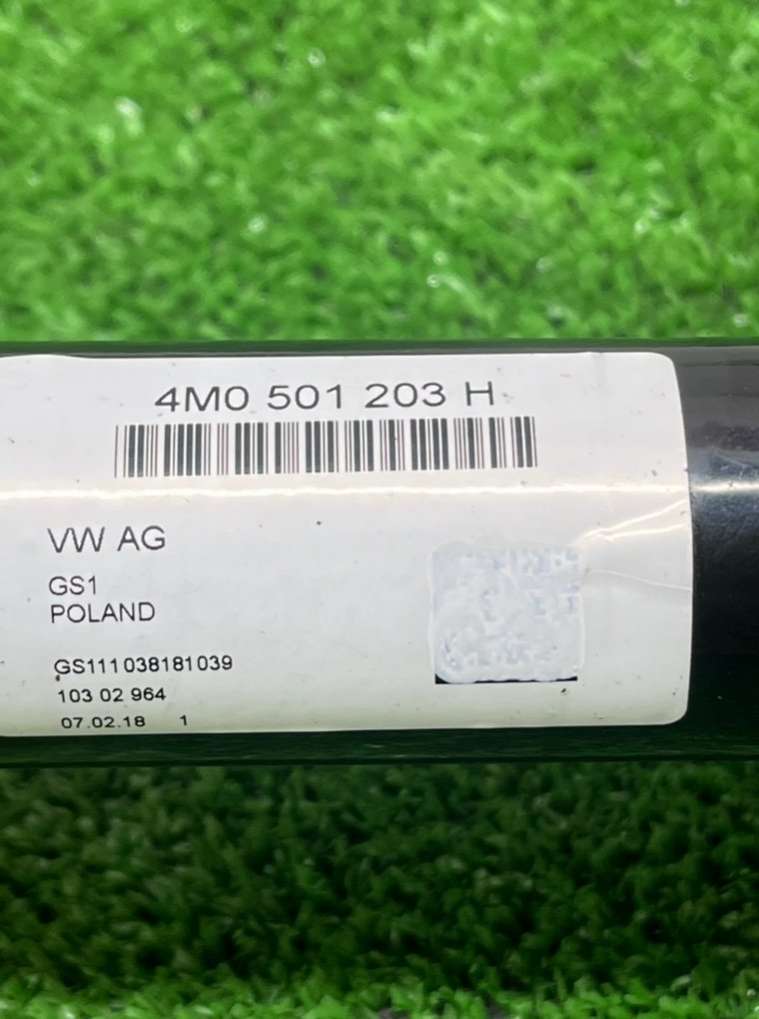 4M0 501 203 H
VW AG
GS1
POLAND
GS111038181039
103 02 964
07.02.18 1